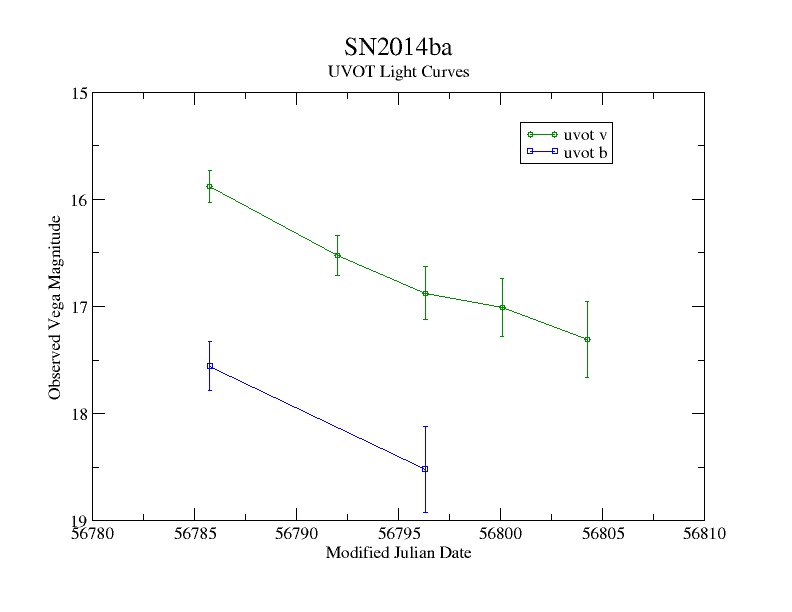 SN2014ba
UVOT Light Curves
15
16
17
18
19
Observed Vega Magnitude
uvot v
uvot b
56780 56785 56790 56795 56800 56805 56810
Modified Julian Date